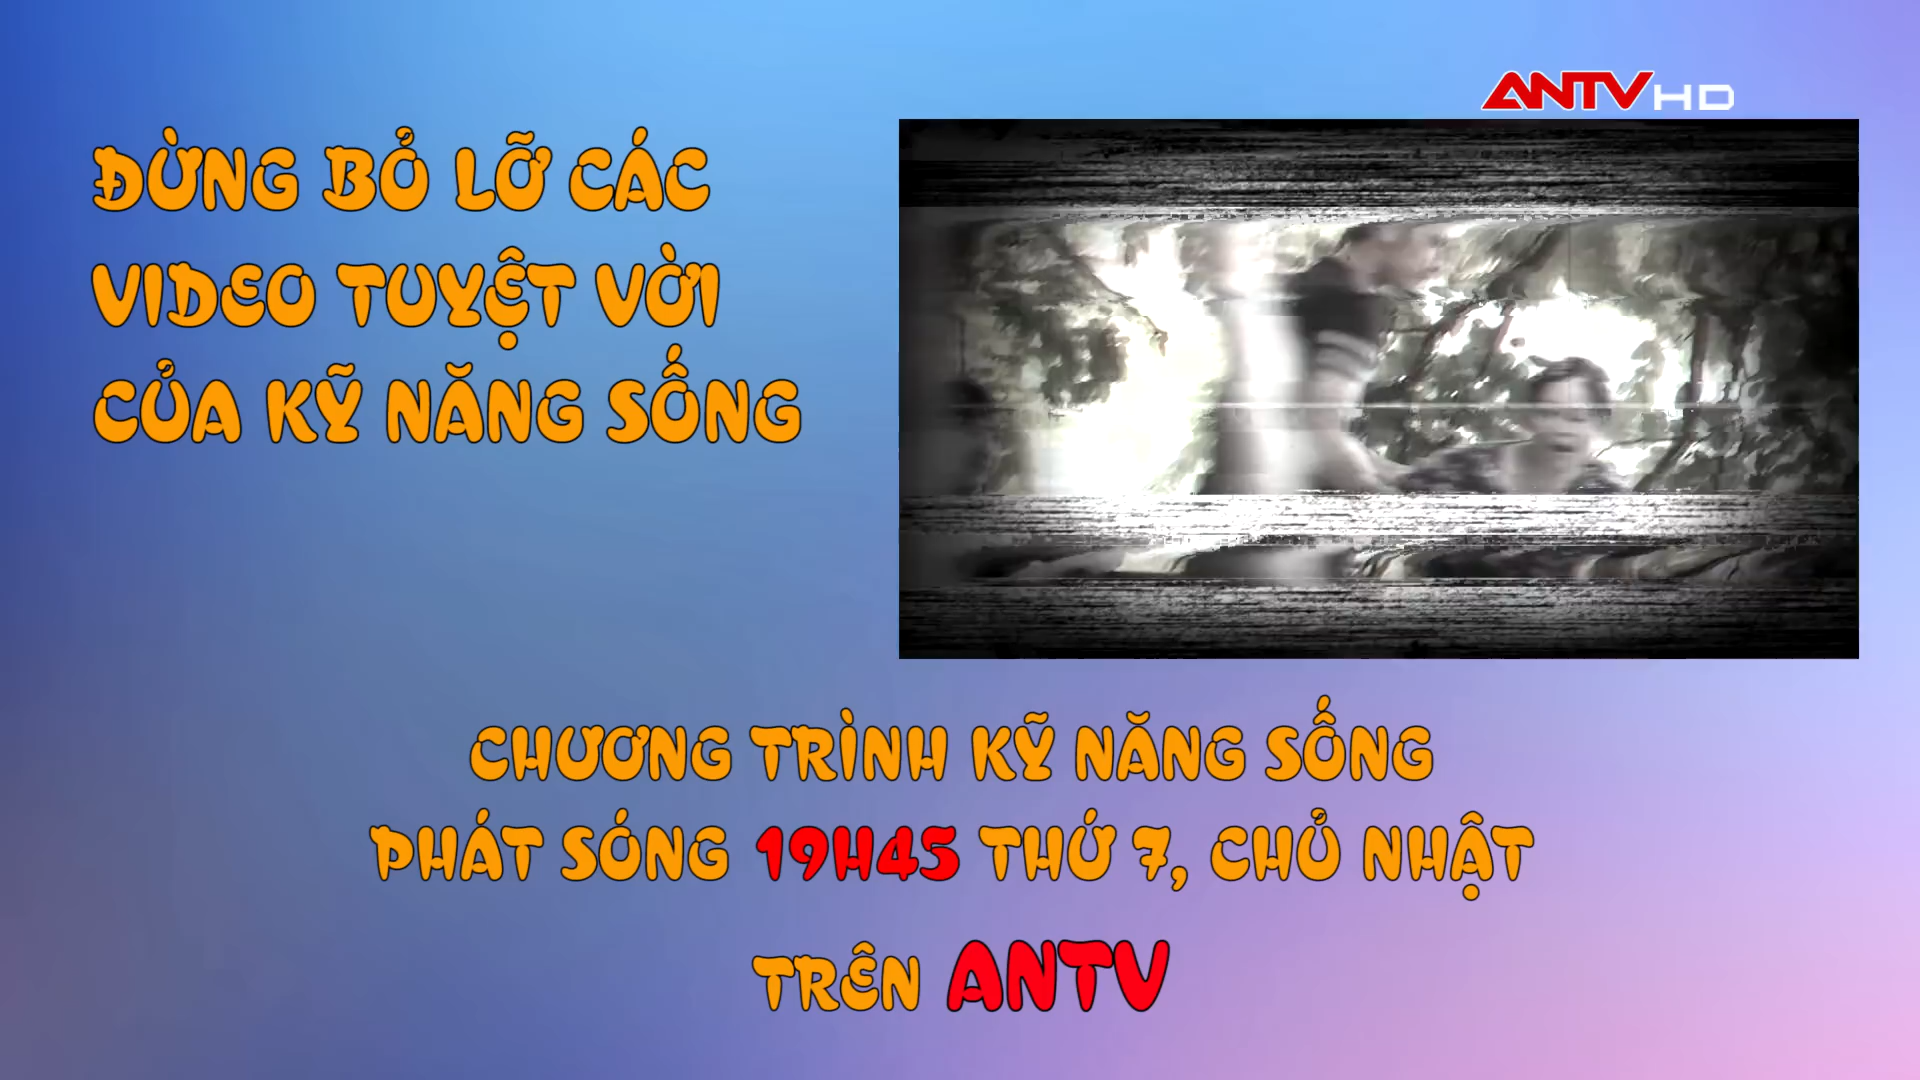 ANTV HD
ĐỪNG BỎ LỠ CÁC
VIDEO TUYỆT VỜI
CỦA KỸ NĂNG SỐNG
CHƯƠNG TRÌNH KỸ NĂNG SỐNG
PHÁT SÓNG 19H45 THỨ 7, CHỦ NHẬT
TRÊN ANTV